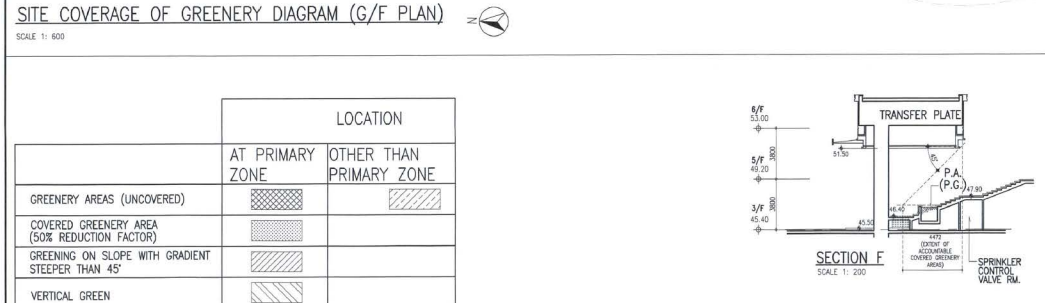 SITE COVERAGE OF GREENERY DIAGRAM (G/F PLAN)
N
SCALE 1: 600
LOCATION
AT PRIMARY
ZONE
OTHER THAN
PRIMARY ZONE
GREENERY AREAS (UNCOVERED)
COVERED GREENERY AREA
(50% REDUCTION FACTOR)
GREENING ON SLOPE WITH GRADIENT
STEEPER THAN 45°
VERTICAL GREEN
6/F
53.00
3800
5/F
49.20
3800
3/F
45.40
TRANSFER PLATE
51.50
45°
P.A.
(P.G.)
47.90
46.40
45.50
4472
(EXTENT OF
ACCOUNTABLE
COVERED GREENERY
AREAS)
SECTION F
SCALE 1: 200
SPRINKLER
CONTROL
VALVE RM.